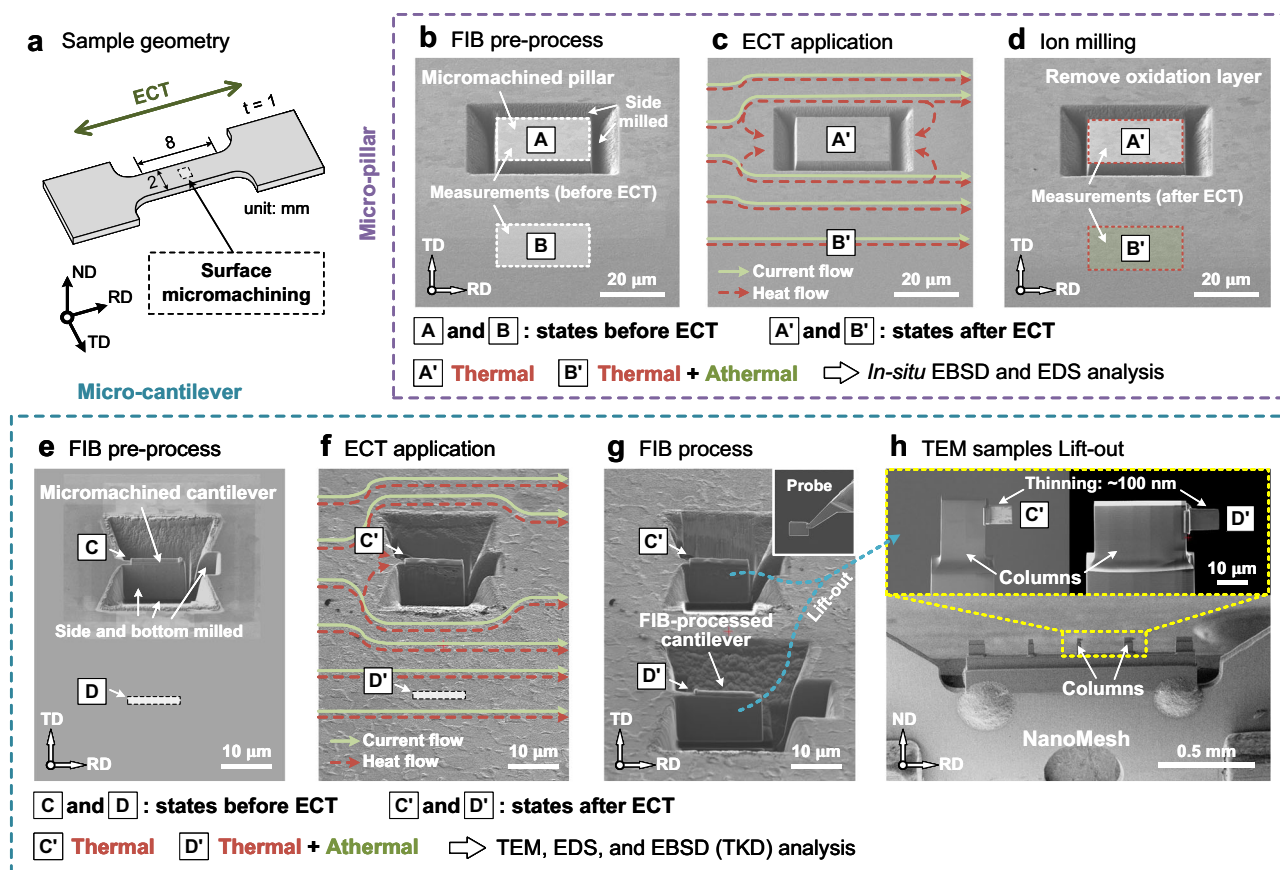 a Sample geometry
ECT
t = 1
8
2
unit: mm
Surface
micromachining
ND
RD
TD
Micro-pillar
b FIB pre-process
Micromachined pillar
Side
milled
A
Measurements (before ECT)
B
TD
RD
20 µm
c ECT application
A'
B'
Current flow
Heat flow
20 µm
d Ion milling
Remove oxidation layer
A'
Measurements (after ECT)
B'
TD
RD
20 µm
A and B : states before ECT A' and B' : states after ECT
A' Thermal B' Thermal + Athermal In-situ EBSD and EDS analysis
Micro-cantilever
e FIB pre-process
Micromachined cantilever
C
Side and bottom milled
D
TD
RD
10 µm
f ECT application
C'
D'
Current flow
Heat flow
10 µm
g FIB process
Probe
C'
Lift-out
FIB-processed
cantilever
D'
TD
RD
10 µm
h TEM samples Lift-out
Thinning: ~100 nm
C'
D'
Columns
10 µm
Columns
NanoMesh
ND
RD
0.5 mm
C and D : states before ECT C' and D' : states after ECT
C' Thermal D' Thermal + Athermal TEM, EDS, and EBSD (TKD) analysis